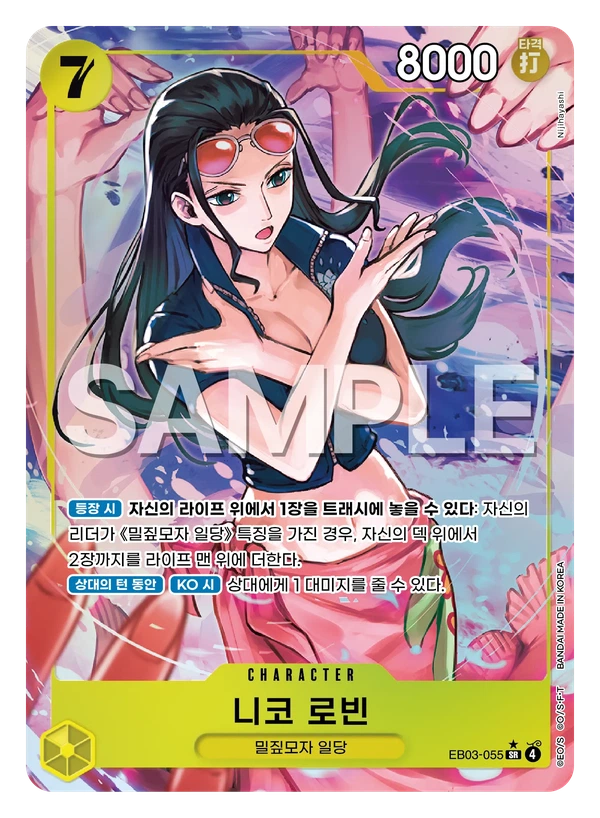 7
8000
타격
打
Nijihayashi
SAMPLE
등장 시 자신의 라이프 위에서 1장을 트래시에 놓을 수 있다: 자신의
리더가 《밀짚모자 일당》 특징을 가진 경우, 자신의 덱 위에서
2장까지를 라이프 맨 위에 더한다.
상대의 턴 동안 KO 시 상대에게 1 대미지를 줄 수 있다.
CHARACTER
니코 로빈
밀짚모자 일당
EB03-055 ★ SR 4
©E.O/S ©O/S·F·T BANDAI MADE IN KOREA